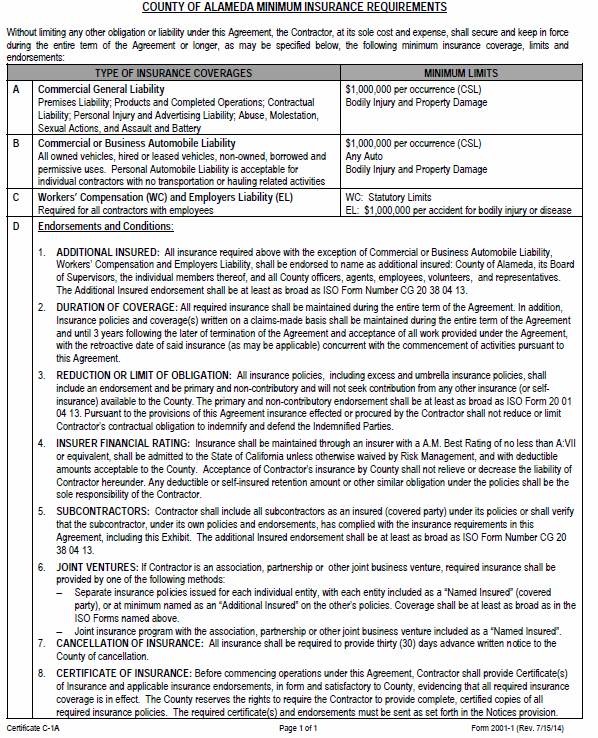 COUNTY OF ALAMEDA MINIMUM INSURANCE REQUIREMENTS
Without limiting any other obligation or liability under this Agreement, the Contractor, at its sole cost and expense, shall secure and keep in force
during the entire term of the Agreement or longer, as may be specified below, the following minimum insurance coverage, limits and
endorsements:
TYPE OF INSURANCE COVERAGES
MINIMUM LIMITS
A
Commercial General Liability
Premises Liability; Products and Completed Operations; Contractual
Liability; Personal Injury and Advertising Liability; Abuse, Molestation,
Sexual Actions, and Assault and Battery
$1,000,000 per occurrence (CSL)
Bodily Injury and Property Damage
B
Commercial or Business Automobile Liability
All owned vehicles, hired or leased vehicles, non-owned, borrowed and
permissive uses. Personal Automobile Liability is acceptable for
individual contractors with no transportation or hauling related activities
$1,000,000 per occurrence (CSL)
Any Auto
Bodily Injury and Property Damage
C
Workers' Compensation (WC) and Employers Liability (EL)
Required for all contractors with employees
WC: Statutory Limits
EL: $1,000,000 per accident for bodily injury or disease
D
Endorsements and Conditions:
1. ADDITIONAL INSURED: All insurance required above with the exception of Commercial or Business Automobile Liability,
Workers' Compensation and Employers Liability, shall be endorsed to name as additional insured: County of Alameda, its Board
of Supervisors, the individual members thereof, and all County officers, agents, employees, volunteers, and representatives.
The Additional Insured endorsement shall be at least as broad as ISO Form Number CG 20 38 04 13.
2. DURATION OF COVERAGE: All required insurance shall be maintained during the entire term of the Agreement. In addition,
Insurance policies and coverage(s) written on a claims-made basis shall be maintained during the entire term of the Agreement
and until 3 years following the later of termination of the Agreement and acceptance of all work provided under the Agreement,
with the retroactive date of said insurance (as may be applicable) concurrent with the commencement of activities pursuant to
this Agreement.
3. REDUCTION OR LIMIT OF OBLIGATION: All insurance policies, including excess and umbrella insurance policies, shall
include an endorsement and be primary and non-contributory and will not seek contribution from any other insurance (or self-
insurance) available to the County. The primary and non-contributory endorsement shall be at least as broad as ISO Form 20 01
04 13. Pursuant to the provisions of this Agreement insurance effected or procured by the Contractor shall not reduce or limit
Contractor's contractual obligation to indemnify and defend the Indemnified Parties.
4. INSURER FINANCIAL RATING: Insurance shall be maintained through an insurer with a A.M. Best Rating of no less than A:VII
or equivalent, shall be admitted to the State of California unless otherwise waived by Risk Management, and with deductible
amounts acceptable to the County. Acceptance of Contractor's insurance by County shall not relieve or decrease the liability of
Contractor hereunder. Any deductible or self-insured retention amount or other similar obligation under the policies shall be the
sole responsibility of the Contractor.
5. SUBCONTRACTORS: Contractor shall include all subcontractors as an insured (covered party) under its policies or shall verify
that the subcontractor, under its own policies and endorsements, has complied with the insurance requirements in this
Agreement, including this Exhibit. The additional Insured endorsement shall be at least as broad as ISO Form Number CG 20
38 04 13.
6. JOINT VENTURES: If Contractor is an association, partnership or other joint business venture, required insurance shall be
provided by one of the following methods:
– Separate insurance policies issued for each individual entity, with each entity included as a “Named Insured” (covered
party), or at minimum named as an “Additional Insured” on the other's policies. Coverage shall be at least as broad as in the
ISO Forms named above.
– Joint insurance program with the association, partnership or other joint business venture included as a “Named Insured”.
7. CANCELLATION OF INSURANCE: All insurance shall be required to provide thirty (30) days advance written notice to the
County of cancellation.
8. CERTIFICATE OF INSURANCE: Before commencing operations under this Agreement, Contractor shall provide Certificate(s)
of Insurance and applicable insurance endorsements, in form and satisfactory to County, evidencing that all required insurance
coverage is in effect. The County reserves the rights to require the Contractor to provide complete, certified copies of all
required insurance policies. The required certificate(s) and endorsements must be sent as set forth in the Notices provision.
Certificate C-1A
Page 1 of 1
Form 2001-1 (Rev. 7/15/14)